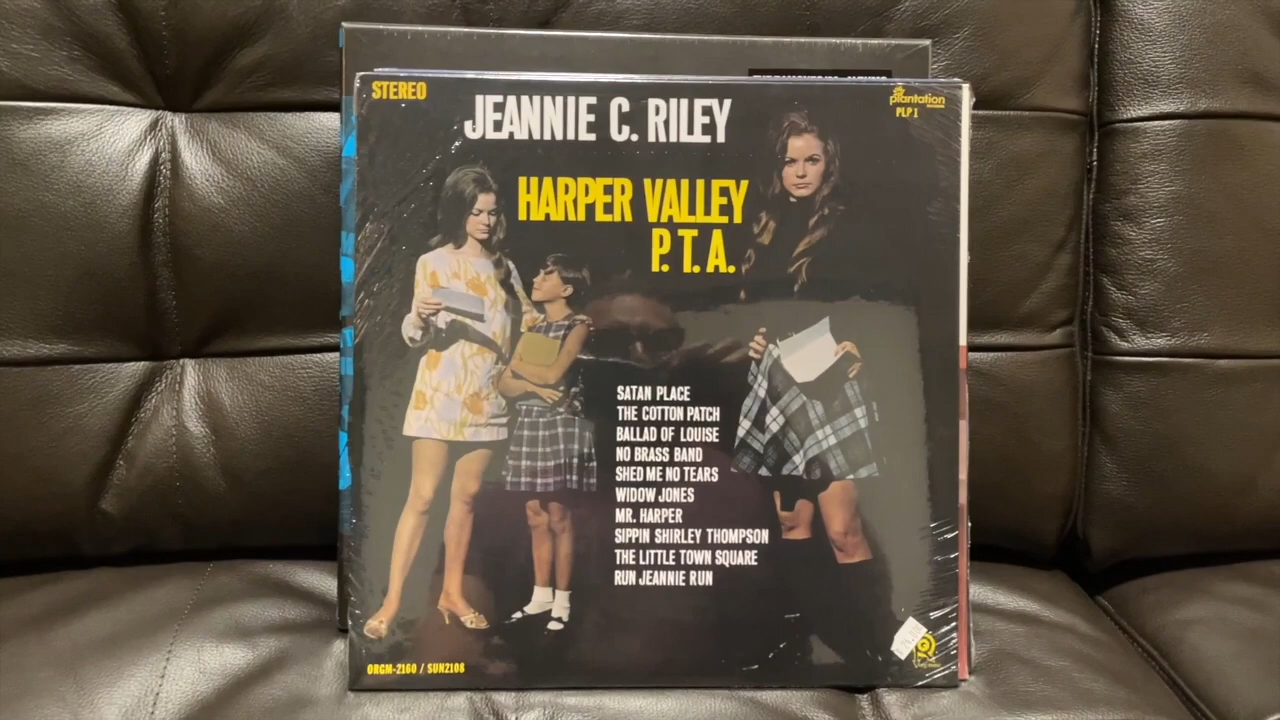 STEREO
JEANNIE C. RILEY
plantation
PLP 1
HARPER VALLEY
P.T.A.
SATAN PLACE
THE COTTON PATCH
BALLAD OF LOUISE
NO BRASS BAND
SHED ME NO TEARS
WIDOW JONES
MR. HARPER
SIPPIN SHIRLEY THOMPSON
THE LITTLE TOWN SQUARE
RUN JEANNIE RUN
ORGM-2160 / SUN2108